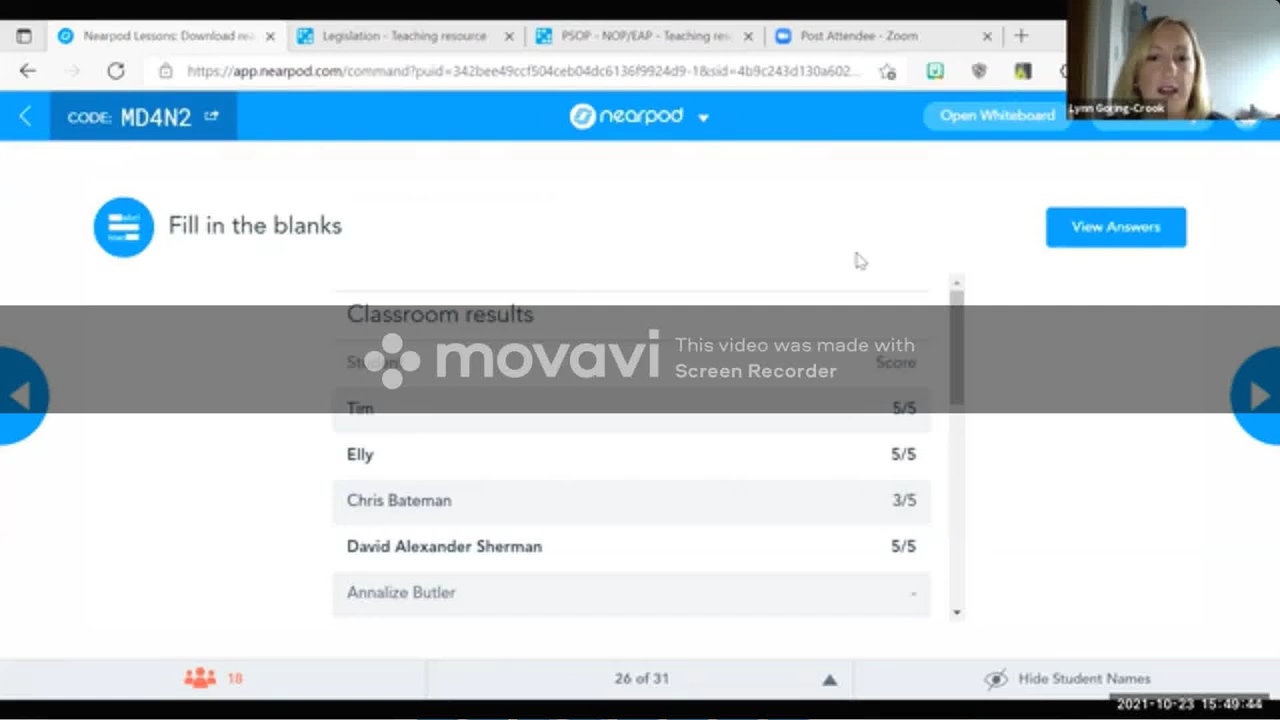 Nearpod Lessons: Download rea
Legislation - Teaching resource
PSOP - NOP/EAP - Teaching res
Post Attendee - Zoom
https://app.nearpod.com/command?puid=342bee49ccf504ceb04dc6136f9924d9-1&sid=4b9c243d130a602...
CODE: MD4N2
nearpod
Open Whiteboard
Lynn Goring-Crook
Fill in the blanks
View Answers
Classroom results
movavi
This video was made with
Screen Recorder
Score
Tim 5/5
Elly 5/5
Chris Bateman 3/5
David Alexander Sherman 5/5
Annalize Butler -
18
26 of 31
Hide Student Names
2021-10-23 15:49:44